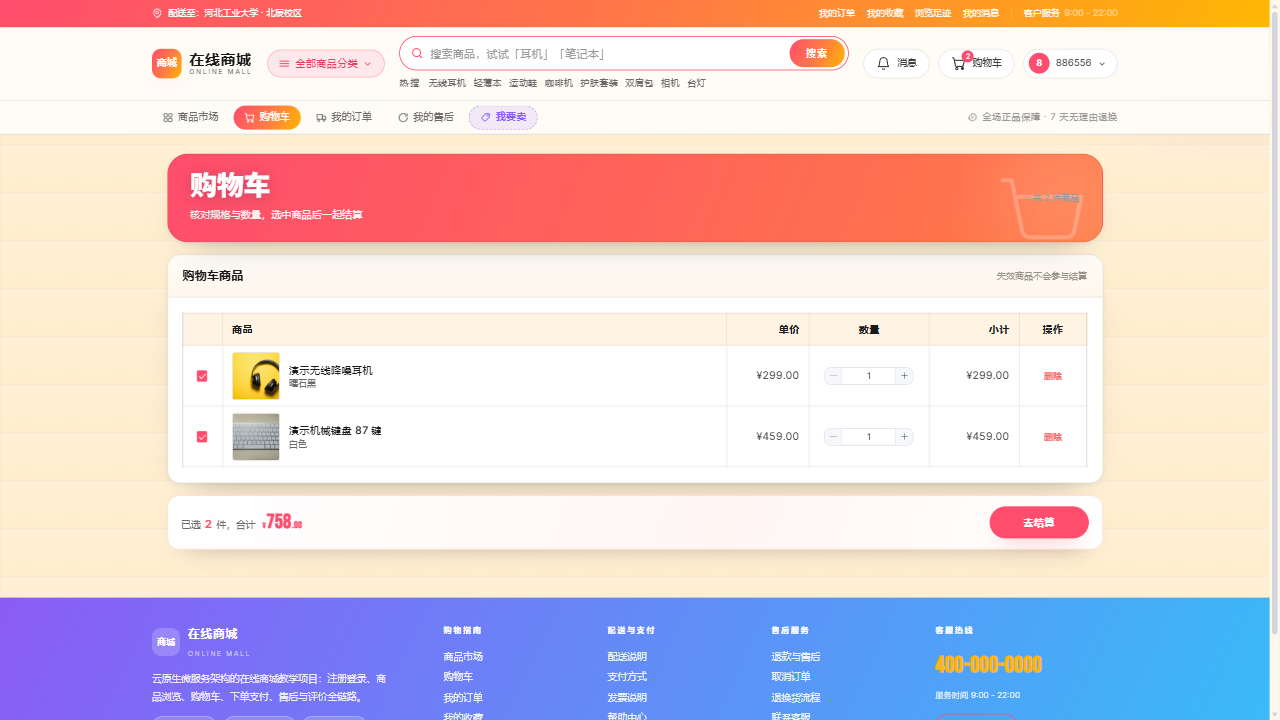 配送至：河北工业大学 · 北辰校区
我的订单 我的收藏 浏览足迹 我的消息 客户服务 9:00 - 22:00
商城 在线商城
ONLINE MALL
全部商品分类
搜索商品，试试「耳机」「笔记本」
搜索
消息
2
购物车
8 886556
热搜 无线耳机 轻薄本 运动鞋 咖啡机 护肤套装 双肩包 相机 台灯
商品市场 购物车 我的订单 我的售后 我要卖
全场正品保障 · 7 天无理由退换
购物车
核对规格与数量，选中商品后一起结算
购物车商品
失效商品不会参与结算
商品 单价 数量 小计 操作
演示无线降噪耳机
曜石黑
¥299.00 1 ¥299.00 删除
演示机械键盘 87 键
白色
¥459.00 1 ¥459.00 删除
已选 2 件，合计 ¥758.00
去结算
商城 在线商城
ONLINE MALL
云原生微服务架构的在线商城教学项目：注册登录、商
品浏览、购物车、下单支付、售后与评价全链路。
购物指南
商品市场
购物车
我的订单
我的收藏
配送与支付
配送说明
支付方式
发票说明
帮助中心
售后服务
退款与售后
取消订单
退换货流程
联系客服
客服热线
400-000-0000
服务时间 9:00 - 22:00